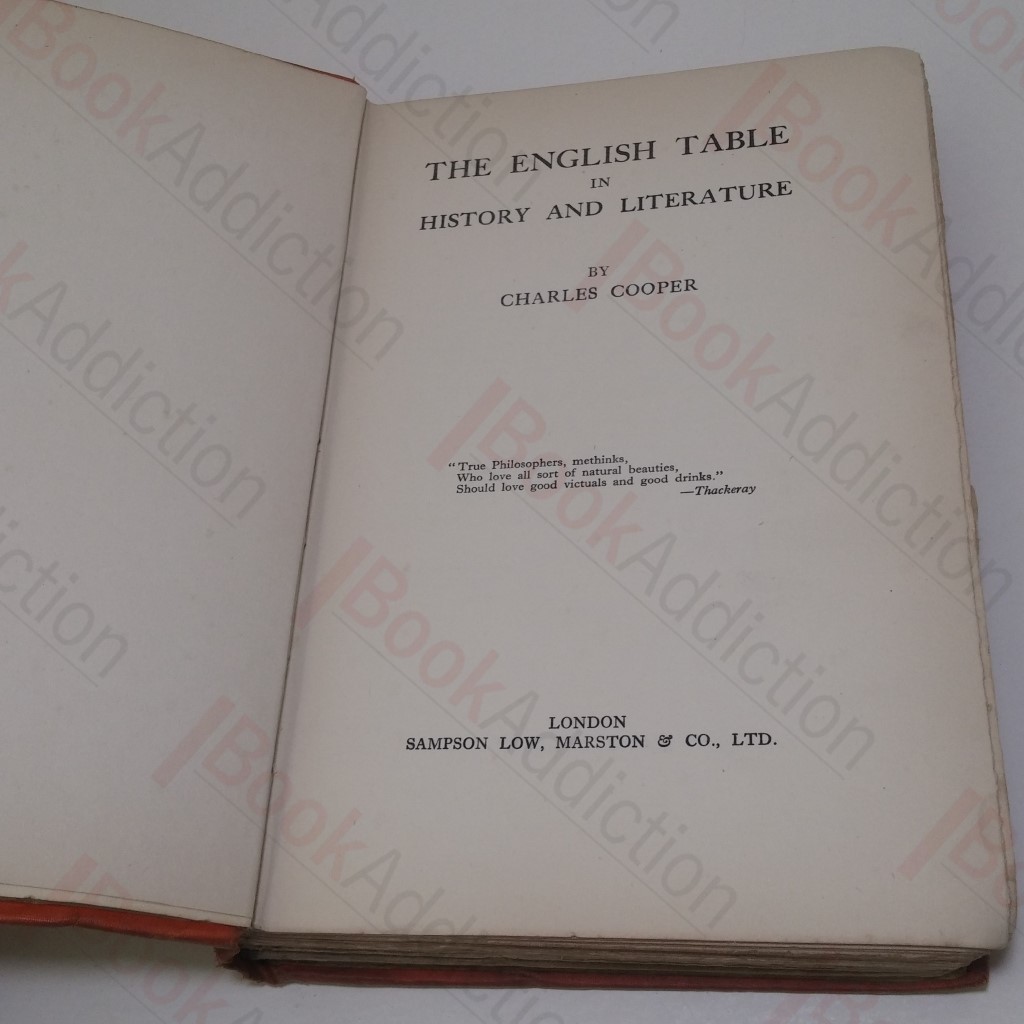 THE ENGLISH TABLE
IN
HISTORY AND LITERATURE
BY
CHARLES COOPER
"True Philosophers, methinks,
Who love all sort of natural beauties,
Should love good victuals and good drinks."
—Thackeray
LONDON
SAMPSON LOW, MARSTON & CO., LTD.
BookAddiction